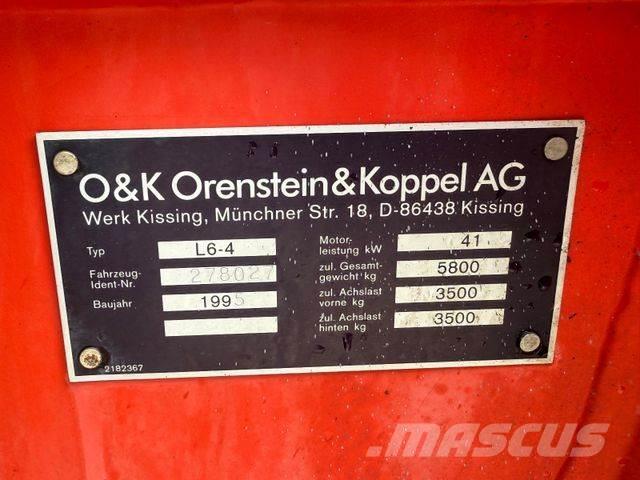 O&K Orenstein&Koppel AG
Werk Kissing, Münchner Str. 18, D-86438 Kissing
Typ L6-4
Fahrzeug-
Ident-Nr. 278027
Baujahr 1995
Motor-
leistung kW 41
zul. Gesamt-
gewicht kg 5800
zul. Achslast
vorne kg 3500
zul. Achslast
hinten kg 3500
2182367
MASCUS